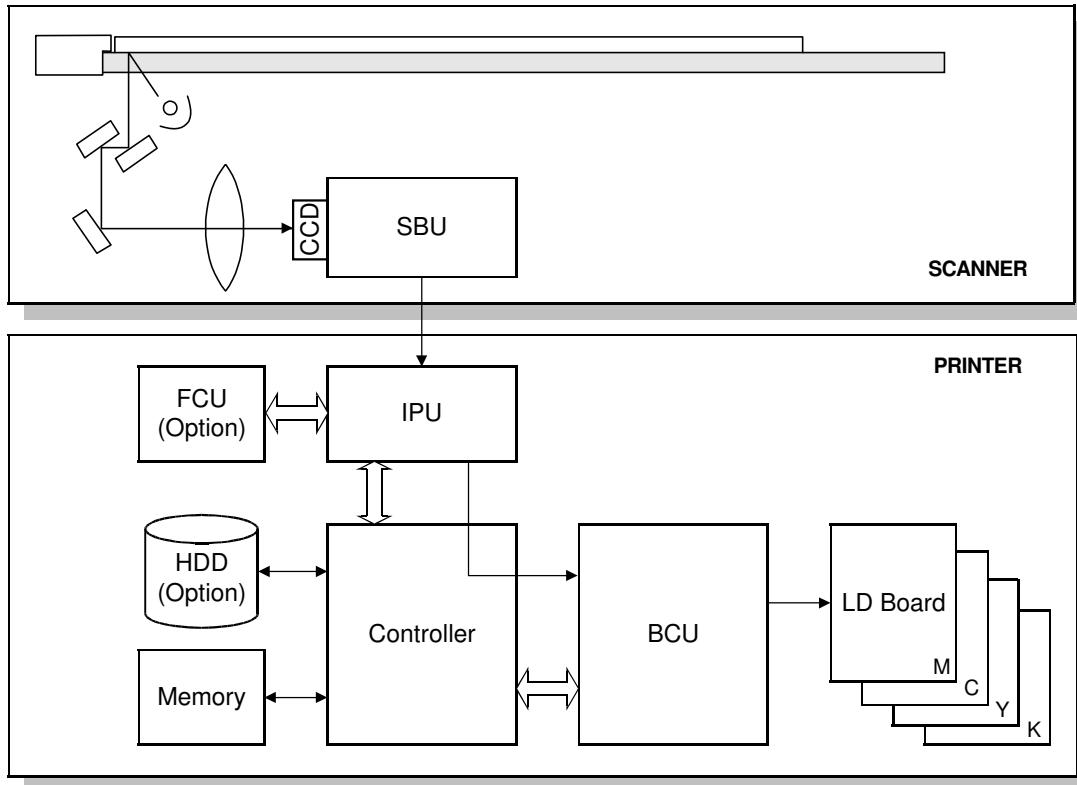 CCD
SBU
SCANNER
PRINTER
FCU
(Option)
IPU
HDD
(Option)
Controller
BCU
LD Board
Memory
M
C
Y
K